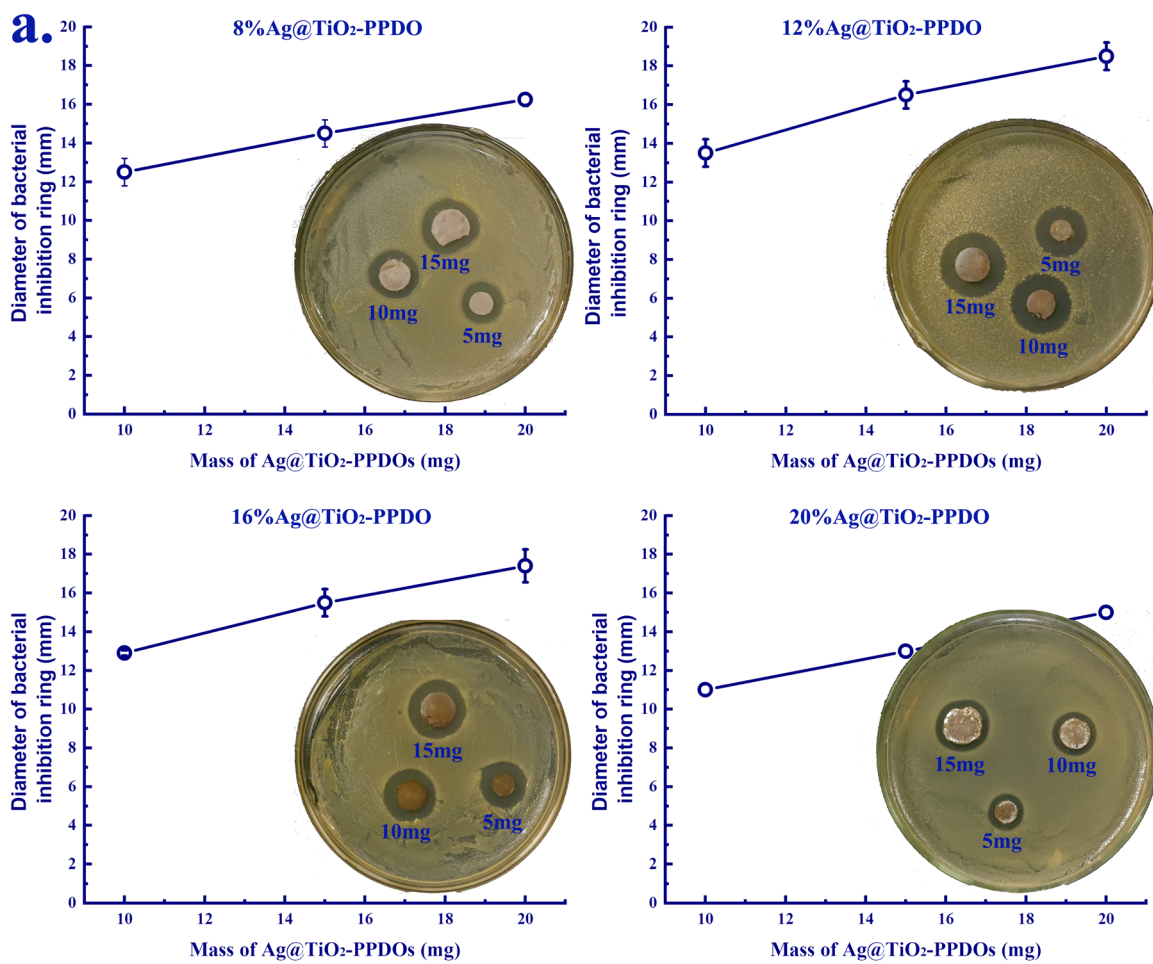 a.
8%Ag@TiO₂-PPDO
Diameter of bacterial
inhibition ring (mm)
20
18
16
14
12
10
8
6
4
2
0
15mg
10mg
5mg
10
12
14
16
18
20
Mass of Ag@TiO₂-PPDOs (mg)
12%Ag@TiO₂-PPDO
Diameter of bacterial
inhibition ring (mm)
20
18
16
14
12
10
8
6
4
2
0
5mg
15mg
10mg
10
12
14
16
18
20
Mass of Ag@TiO₂-PPDOs (mg)
16%Ag@TiO₂-PPDO
Diameter of bacterial
inhibition ring (mm)
20
18
16
14
12
10
8
6
4
2
0
15mg
10mg
5mg
10
12
14
16
18
20
Mass of Ag@TiO₂-PPDOs (mg)
20%Ag@TiO₂-PPDO
Diameter of bacterial
inhibition ring (mm)
20
18
16
14
12
10
8
6
4
2
0
15mg
10mg
5mg
10
12
14
16
18
20
Mass of Ag@TiO₂-PPDOs (mg)